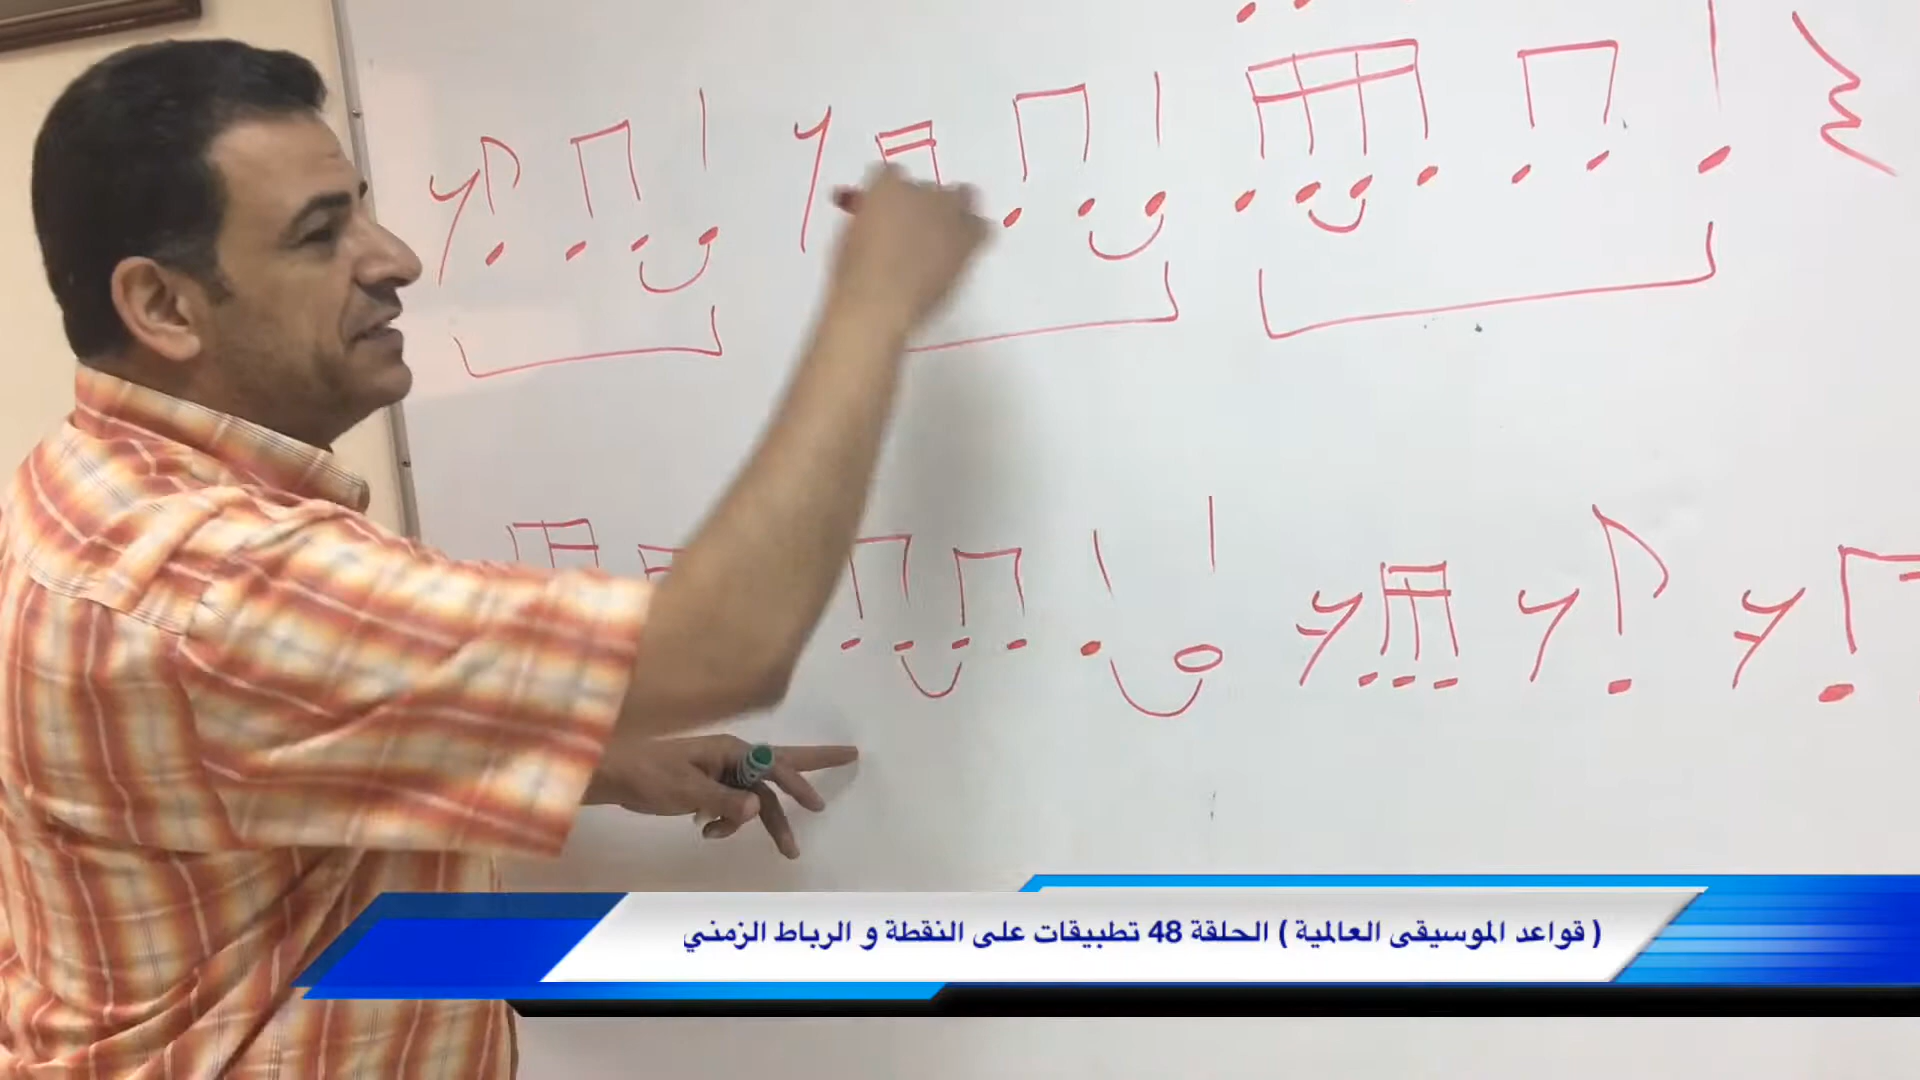 ( قواعد الموسيقى العالمية ) الحلقة 48 تطبيقات على النقطة و الرباط الزمني